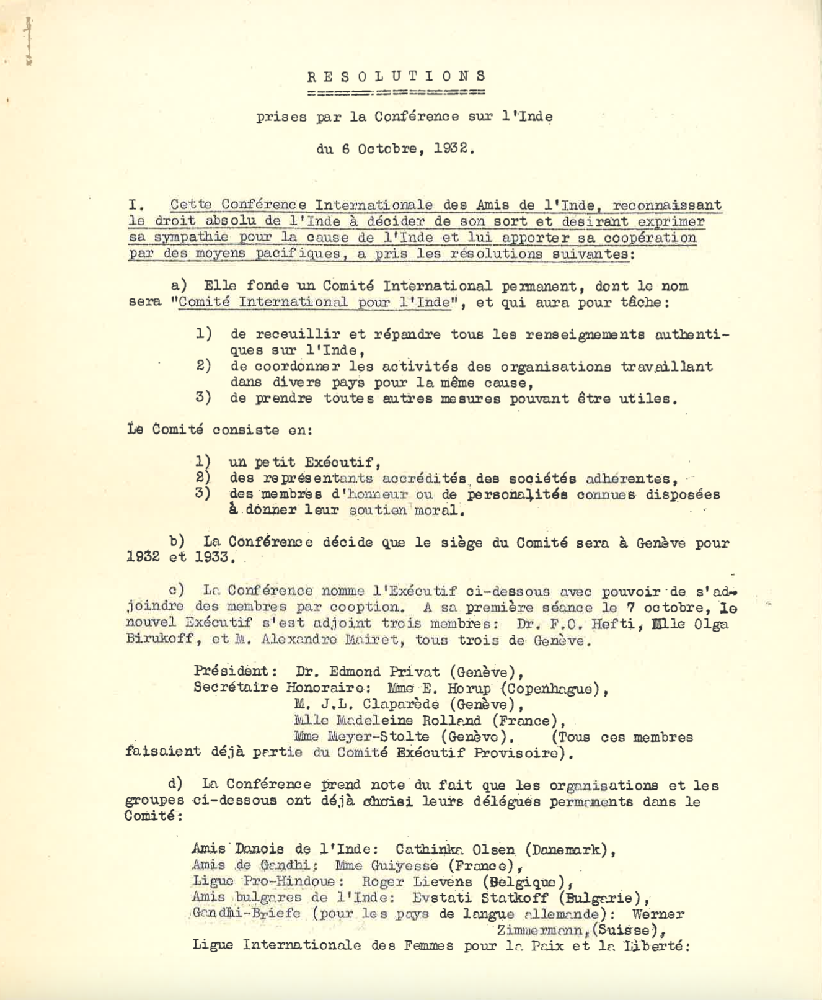 RESOLUTIONS
prises par la Conférence sur l'Inde
du 6 Octobre, 1932.
I. Cette Conférence Internationale des Amis de l'Inde, reconnaissant
le droit absolu de l'Inde à décider de son sort et désirant exprimer
sa sympathie pour la cause de l'Inde et lui apporter sa coopération
par des moyens pacifiques, a pris les résolutions suivantes:
a) Elle fonde un Comité International permanent, dont le nom
sera "Comité International pour l'Inde", et qui aura pour tâche:
1) de receuillir et répandre tous les renseignements authenti-
ques sur l'Inde,
2) de coordonner les activités des organisations travaillant
dans divers pays pour la même cause,
3) de prendre toutes autres mesures pouvant être utiles.
Le Comité consiste en:
1) un petit Exécutif,
2) des représentants accrédités des sociétés adhérentes,
3) des membres d'honneur ou de personalités connues disposées
à donner leur soutien moral.
b) La Conférence décide que le siège du Comité sera à Genève pour
1932 et 1933.
c) La Conférence nomme l'Exécutif ci-dessous avec pouvoir de s'ad-
joindre des membres par cooption. A sa première séance le 7 octobre, le
nouvel Exécutif s'est adjoint trois membres: Dr. F.O. Hefti, Mlle Olga
Birukoff, et M. Alexandre Mairet, tous trois de Genève.
Président: Dr. Edmond Privat (Genève),
Secrétaire Honoraire: Mme E. Horup (Copenhague),
M. J.L. Claparède (Genève),
Mlle Madeleine Rolland (France),
Mme Meyer-Stolte (Genève). (Tous ces membres
faisaient déjà partie du Comité Exécutif Provisoire).
d) La Conférence prend note du fait que les organisations et les
groupes ci-dessous ont déjà choisi leurs délégués permanents dans le
Comité:
Amis Danois de l'Inde: Cathinka Olsen (Danemark),
Amis de Gandhi: Mme Guiyesse (France),
Ligue Pro-Hindoue: Roger Lievens (Belgique),
Amis bulgares de l'Inde: Evstati Statkoff (Bulgarie),
Gandhi-Briefe (pour les pays de langue allemande): Werner
Zimmermann, (Suisse),
Ligue Internationale des Femmes pour la Paix et la Liberté: